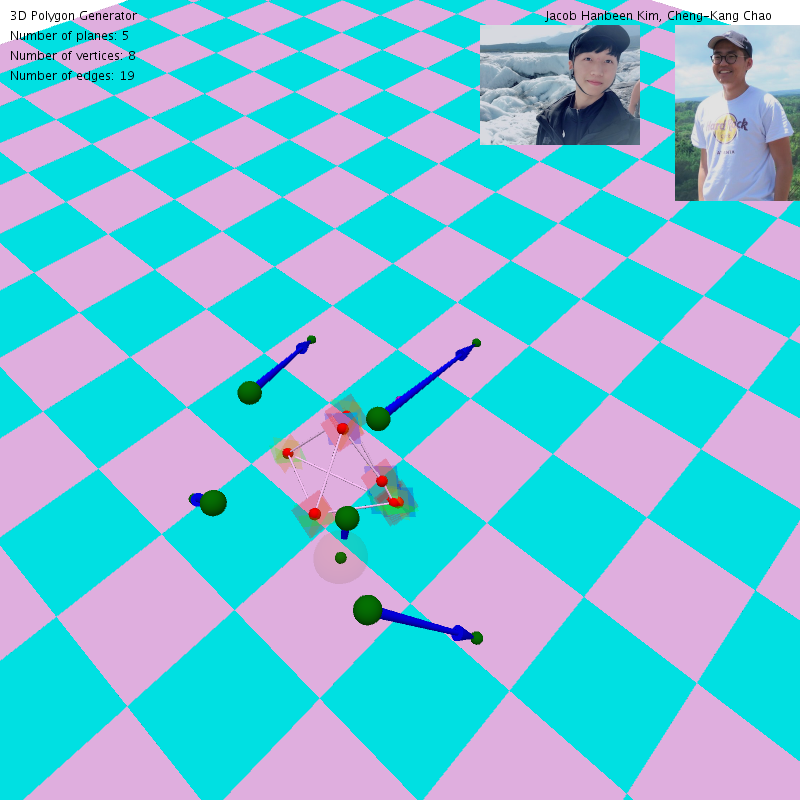 3D Polygon Generator
Jacob Hanbeen Kim, Cheng-Kang Chao
Number of planes: 5
Number of vertices: 8
Number of edges: 19